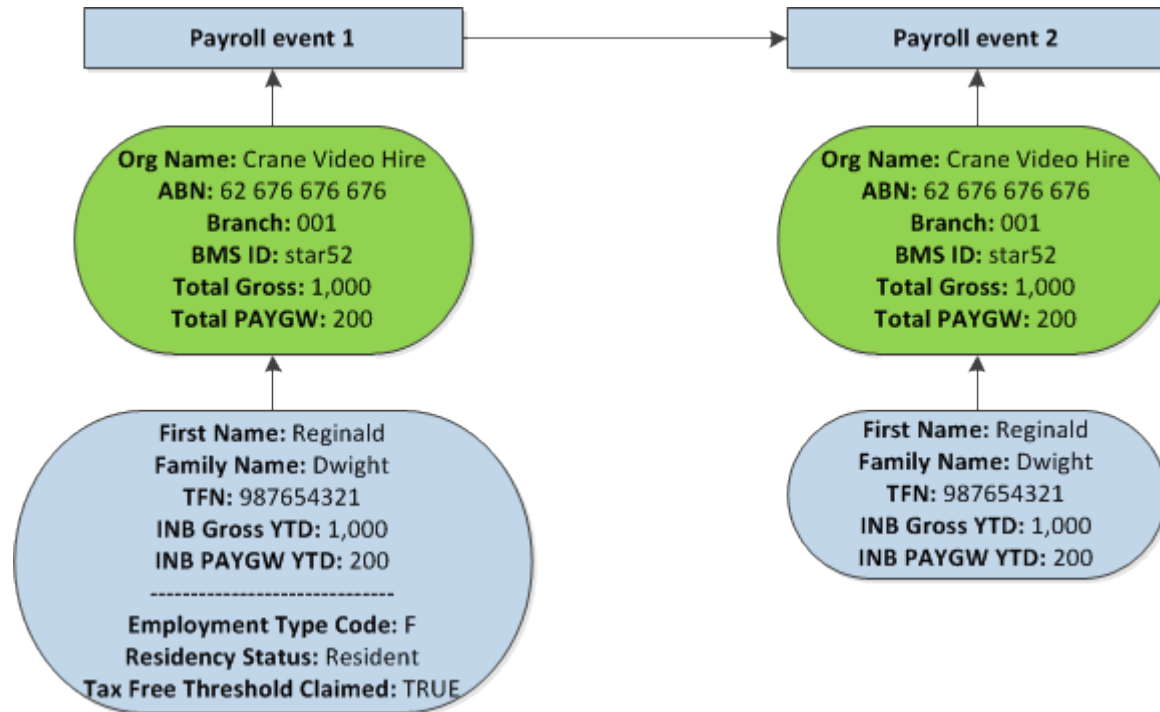 Payroll event 1
Payroll event 2
Org Name: Crane Video Hire
ABN: 62 676 676 676
Branch: 001
BMS ID: star52
Total Gross: 1,000
Total PAYGW: 200
Org Name: Crane Video Hire
ABN: 62 676 676 676
Branch: 001
BMS ID: star52
Total Gross: 1,000
Total PAYGW: 200
First Name: Reginald
Family Name: Dwight
TFN: 987654321
INB Gross YTD: 1,000
INB PAYGW YTD: 200
------------------------------
Employment Type Code: F
Residency Status: Resident
Tax Free Threshold Claimed: TRUE
First Name: Reginald
Family Name: Dwight
TFN: 987654321
INB Gross YTD: 1,000
INB PAYGW YTD: 200